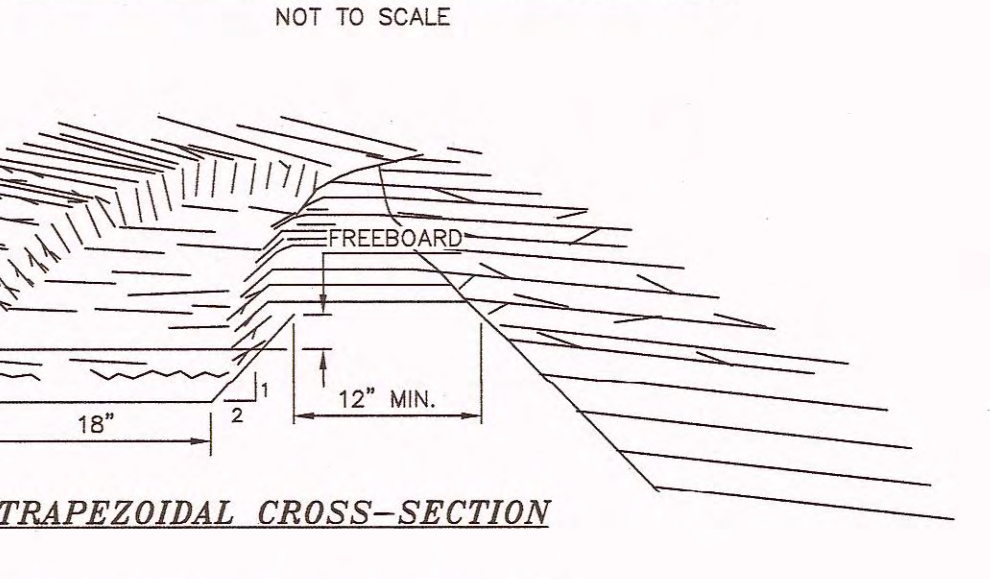 NOT TO SCALE
FREEBOARD
1
2
12" MIN.
18"
TRAPEZOIDAL CROSS-SECTION